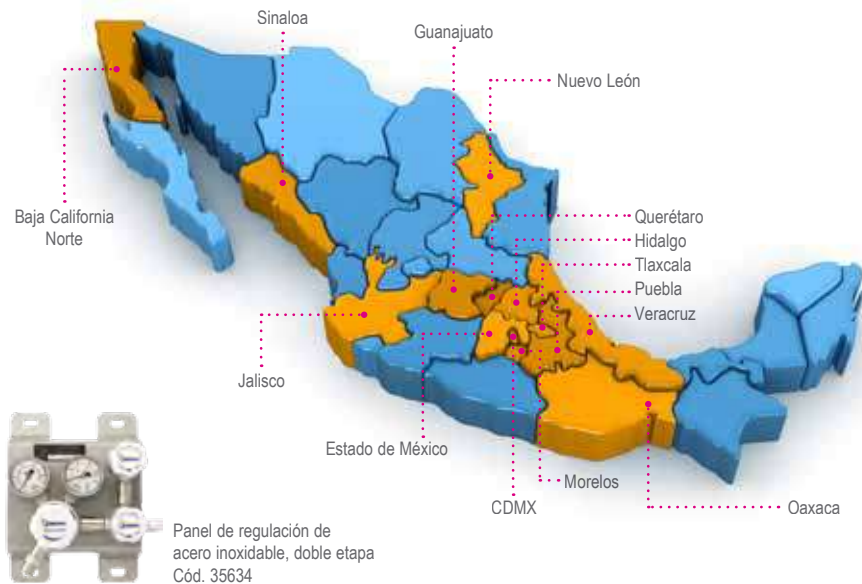 Sinaloa
Guanajuato
Nuevo León
Baja California
Norte
Querétaro
Hidalgo
Tlaxcala
Puebla
Veracruz
Jalisco
Estado de México
Morelos
CDMX
Oaxaca
Panel de regulación de
acero inoxidable, doble etapa
Cód. 35634